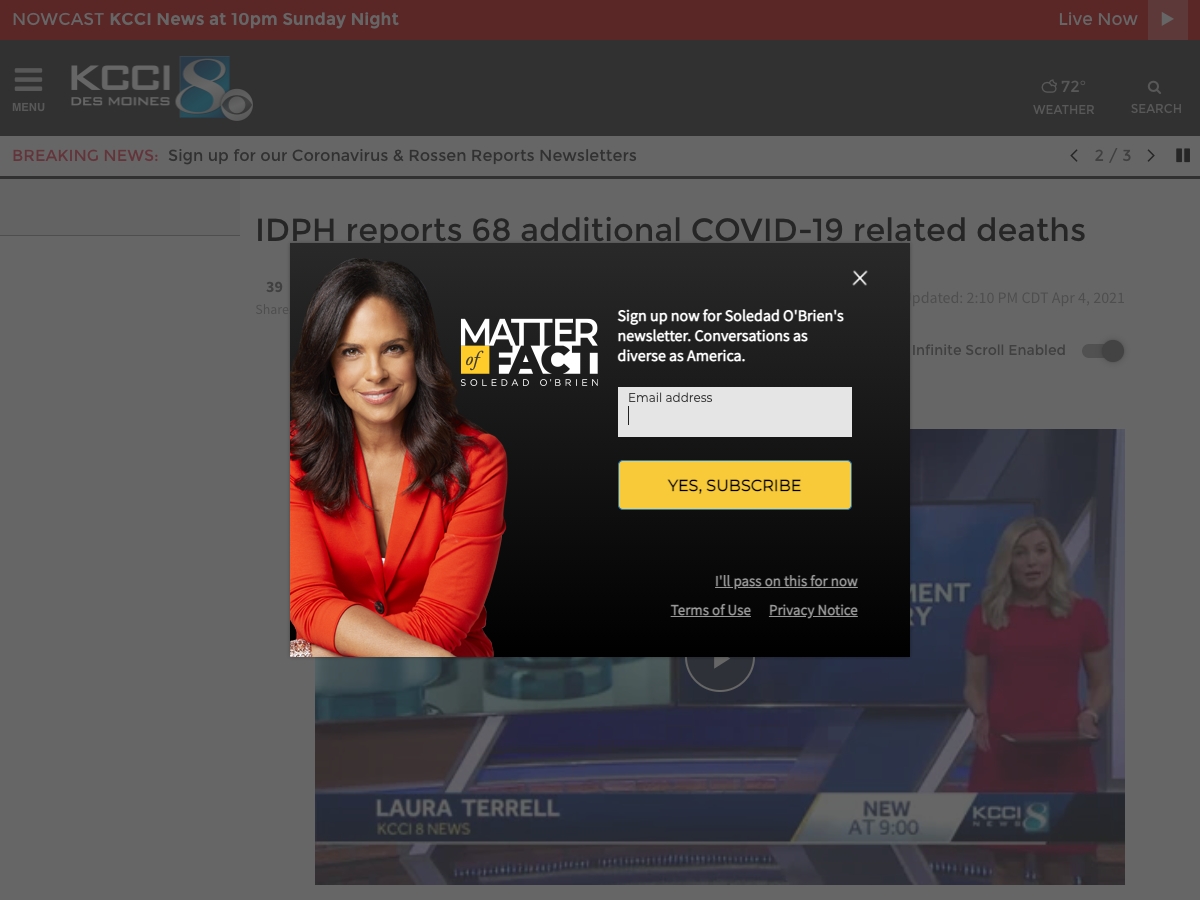 NOWCAST KCCI News at 10pm Sunday Night
Live Now
MENU
KCCI 8
DES MOINES
72°
WEATHER
SEARCH
BREAKING NEWS: Sign up for our Coronavirus & Rossen Reports Newsletters
2 / 3
IDPH reports 68 additional COVID-19 related deaths
39
Share
pdated: 2:10 PM CDT Apr 4, 2021
Infinite Scroll Enabled
MATTER
of FACT
SOLEDAD O'BRIEN
Sign up now for Soledad O'Brien's
newsletter. Conversations as
diverse as America.
Email address
YES, SUBSCRIBE
I'll pass on this for now
Terms of Use
Privacy Notice
MENT
RY
LAURA TERRELL
KCCI 8 NEWS
NEW
AT 9:00
KCCI 8
NEWS